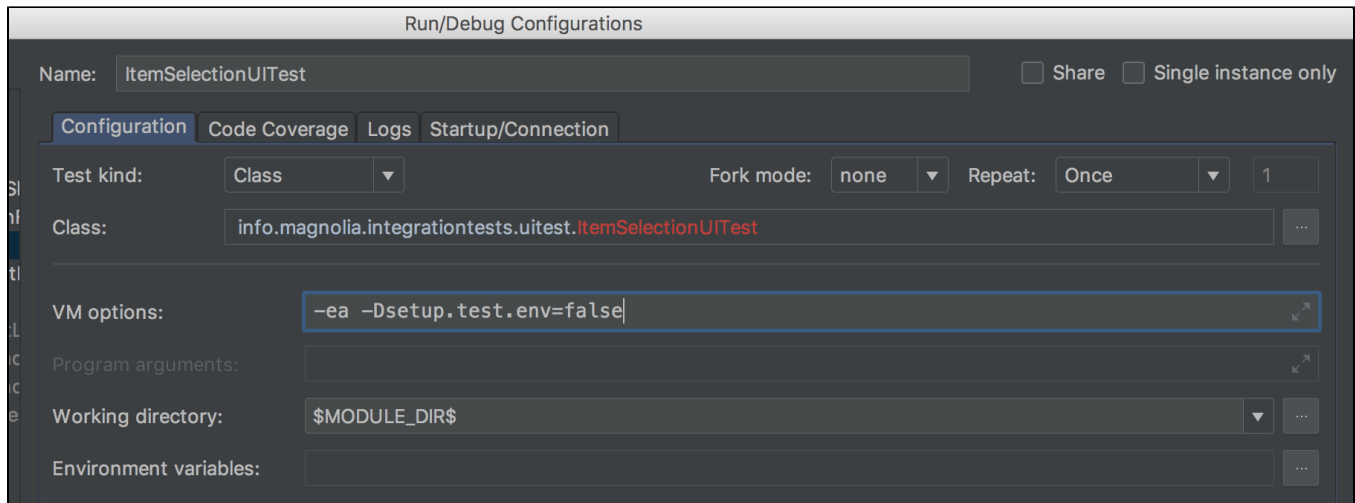 Run/Debug Configurations
Name: ItemSelectionUITest Share Single instance only
Configuration Code Coverage Logs Startup/Connection
Test kind: Class Fork mode: none Repeat: Once 1
Class: info.magnolia.integrationtests.uitest.ItemSelectionUITest ...
VM options: -ea -Dsetup.test.env=false
Program arguments:
Working directory: $MODULE_DIR$ ...
Environment variables: ...